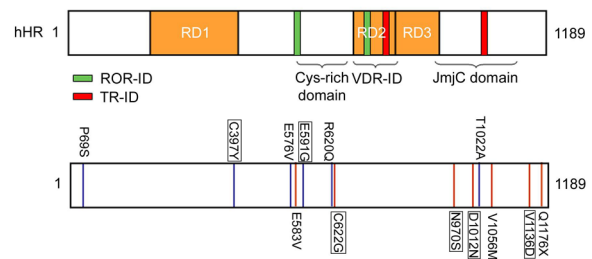 hHR 1 RD1 RD2 RD3 1189
ROR-ID
TR-ID
Cys-rich domain
VDR-ID
JmjC domain
P69S
C397Y
E576V
E591G
R620Q
T1022A
1
1189
E583V
C622G
N970S
D1012N
V1056M
V1136D
Q1176X